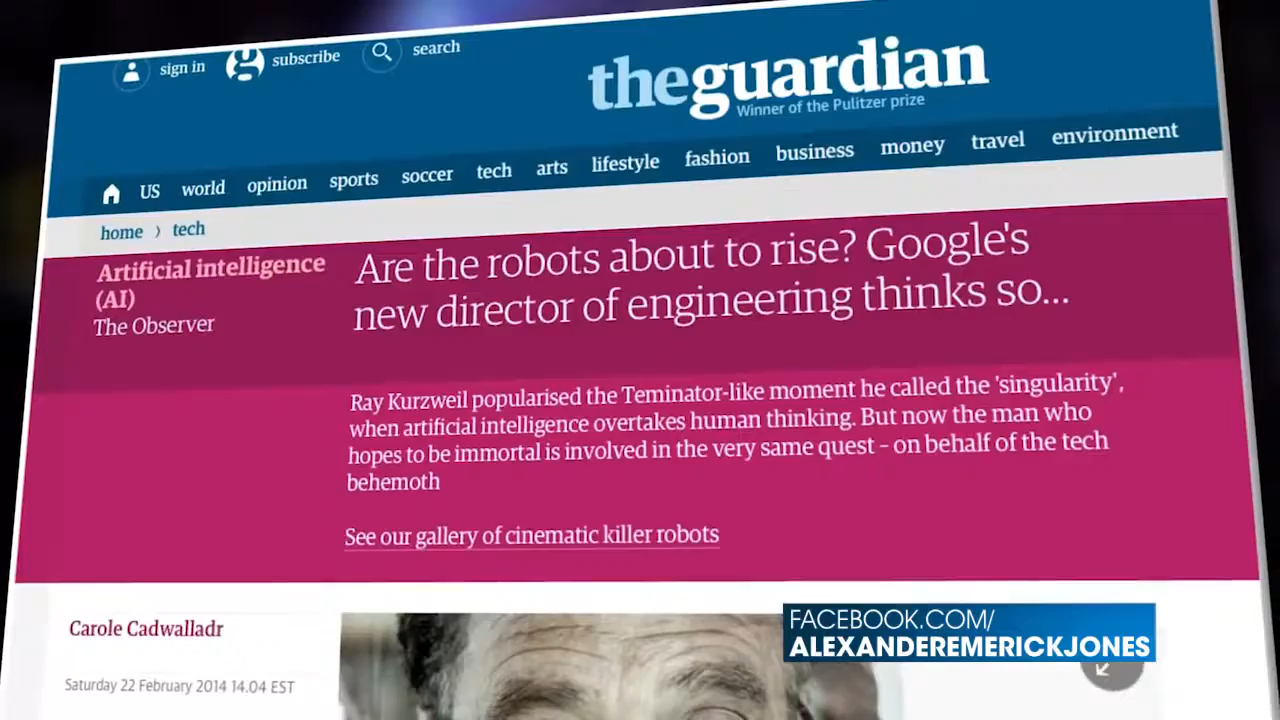 sign in
subscribe
search
theguardian
Winner of the Pulitzer prize
US world opinion sports soccer tech arts lifestyle fashion business money travel environment
home › tech
Artificial intelligence
(AI)
The Observer
Are the robots about to rise? Google's
new director of engineering thinks so...
Ray Kurzweil popularised the Teminator-like moment he called the 'singularity',
when artificial intelligence overtakes human thinking. But now the man who
hopes to be immortal is involved in the very same quest – on behalf of the tech
behemoth
See our gallery of cinematic killer robots
Carole Cadwalladr
Saturday 22 February 2014 14.04 EST
FACEBOOK.COM/
ALEXANDEREMERICKJONES